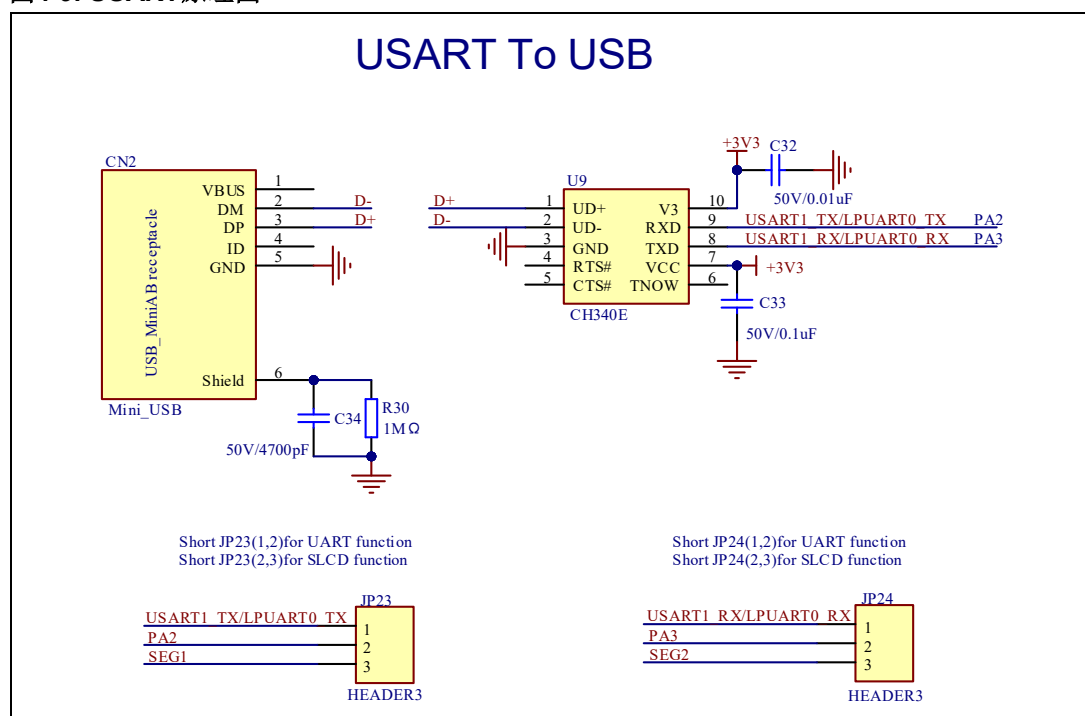 USART To USB
CN2
USB_MiniAB receptacle
VBUS 1
DM 2 D-
DP 3 D+
ID 4
GND 5
Shield 6
Mini_USB
C34
50V/4700pF
R30
1MΩ
U9
D+ 1 UD+
D- 2 UD-
3 GND
4 RTS#
5 CTS#
V3 10
RXD 9 USART1_TX/LPUART0_TX PA2
TXD 8 USART1_RX/LPUART0_RX PA3
VCC 7 +3V3
TNOW 6
CH340E
+3V3
C32
50V/0.01uF
C33
50V/0.1uF
Short JP23(1,2)for UART function
Short JP23(2,3)for SLCD function
JP23
USART1_TX/LPUART0_TX 1
PA2 2
SEG1 3
HEADER3
Short JP24(1,2)for UART function
Short JP24(2,3)for SLCD function
JP24
USART1_RX/LPUART0_RX 1
PA3 2
SEG2 3
HEADER3